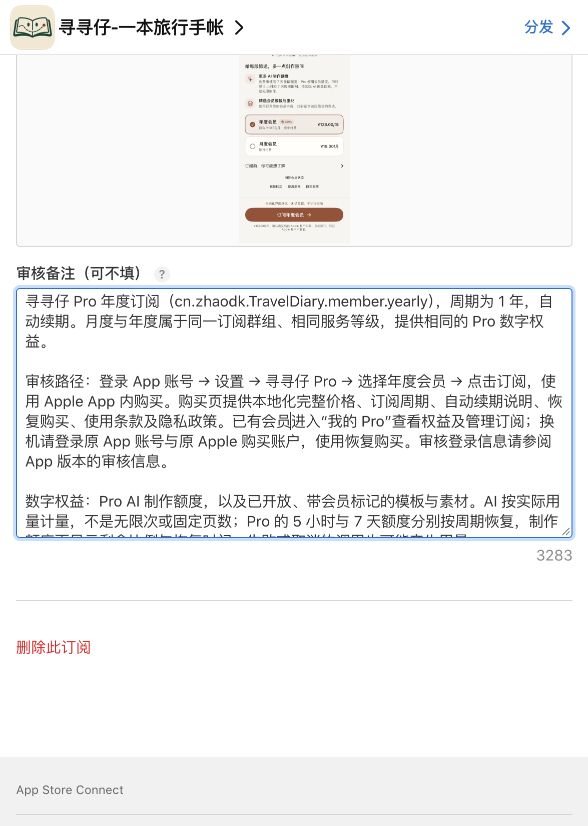 寻寻仔-一本旅行手帐
分发
审核备注（可不填） ?
寻寻仔 Pro 年度订阅（cn.zhaodk.TravelDiary.member.yearly），周期为 1 年，自
动续期。月度与年度属于同一订阅群组、相同服务等级，提供相同的 Pro 数字权
益。
审核路径：登录 App 账号 → 设置 → 寻寻仔 Pro → 选择年度会员 → 点击订阅，使
用 Apple App 内购买。购买页提供本地化完整价格、订阅周期、自动续期说明、恢
复购买、使用条款及隐私政策。已有会员进入“我的 Pro”查看权益及管理订阅；换
机请登录原 App 账号与原 Apple 购买账户，使用恢复购买。审核登录信息请参阅
App 版本的审核信息。
数字权益：Pro AI 制作额度，以及已开放、带会员标记的模板与素材。AI 按实际用
量计量，不是无限次或固定页数；Pro 的 5 小时与 7 天额度分别按周期恢复，制作
3283
删除此订阅
App Store Connect